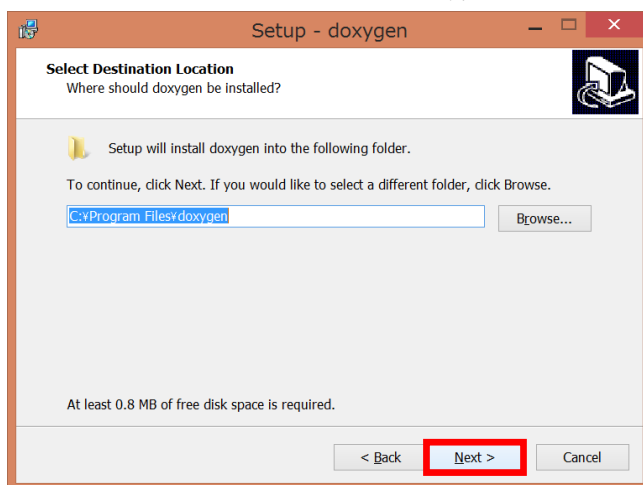 Setup - doxygen
Select Destination Location
Where should doxygen be installed?
Setup will install doxygen into the following folder.
To continue, click Next. If you would like to select a different folder, click Browse.
C:¥Program Files¥doxygen
Browse...
At least 0.8 MB of free disk space is required.
< Back
Next >
Cancel